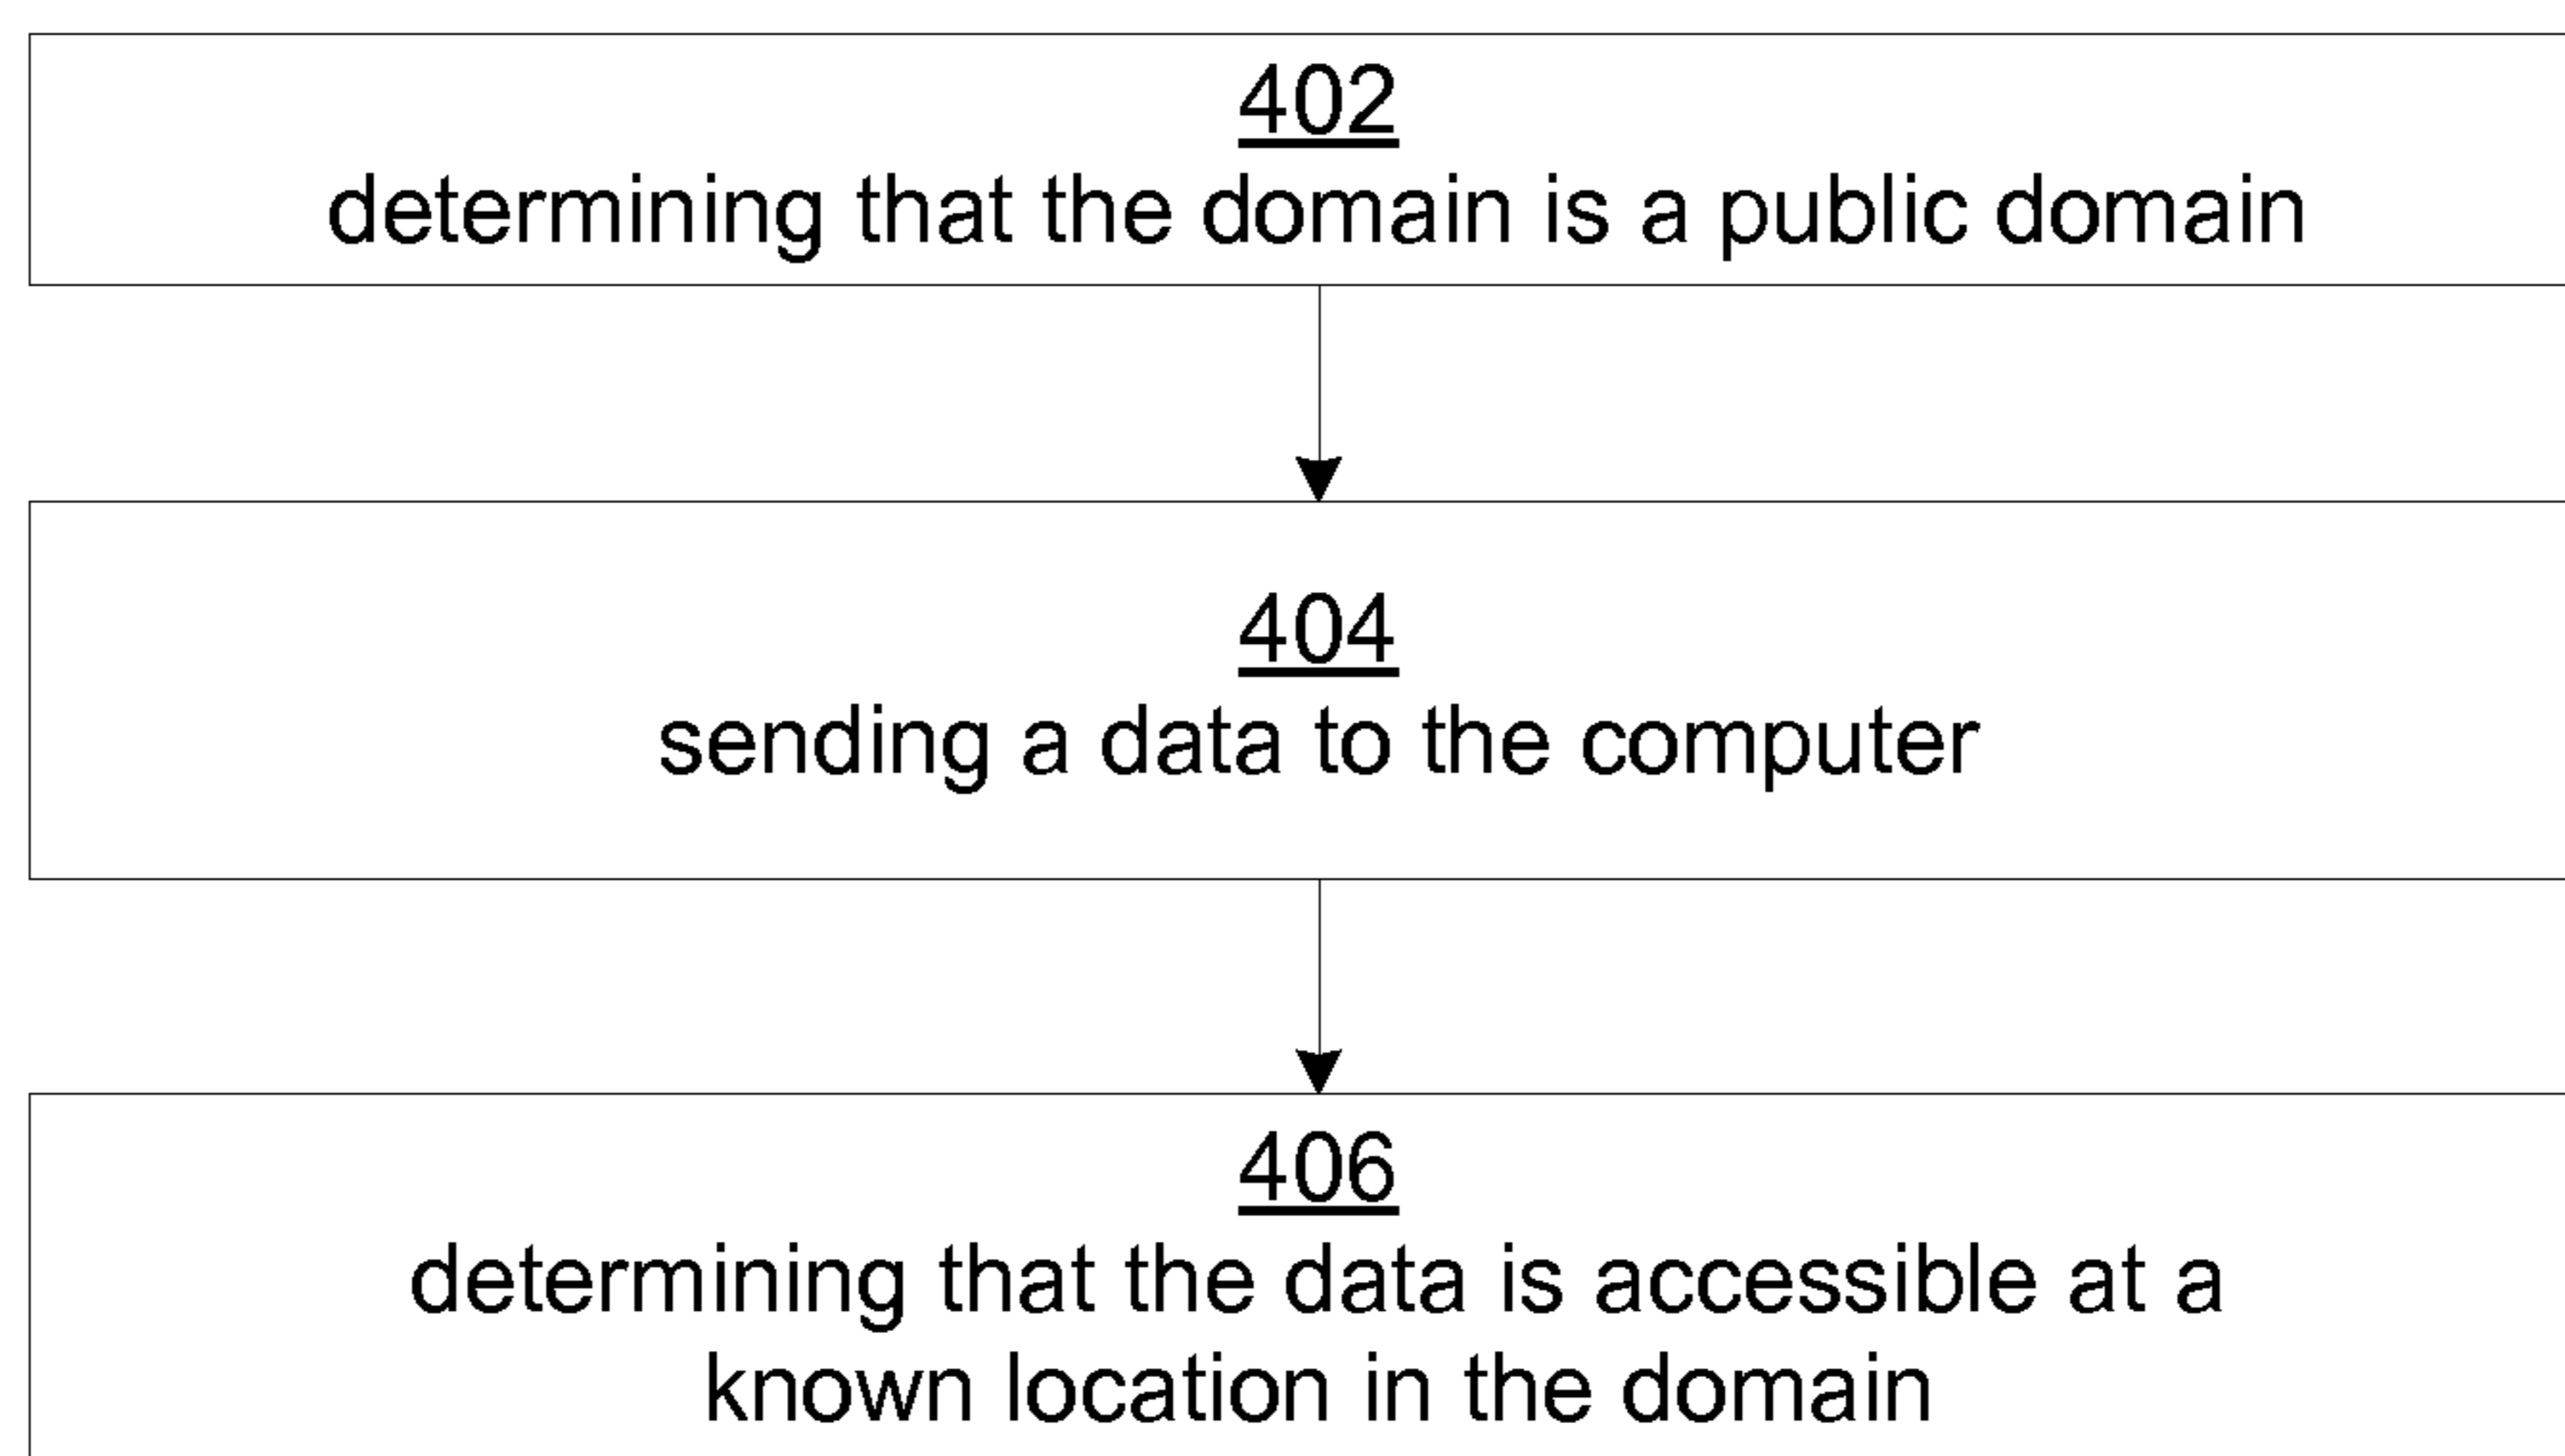 402
determining that the domain is a public domain
404
sending a data to the computer
406
determining that the data is accessible at a
known location in the domain